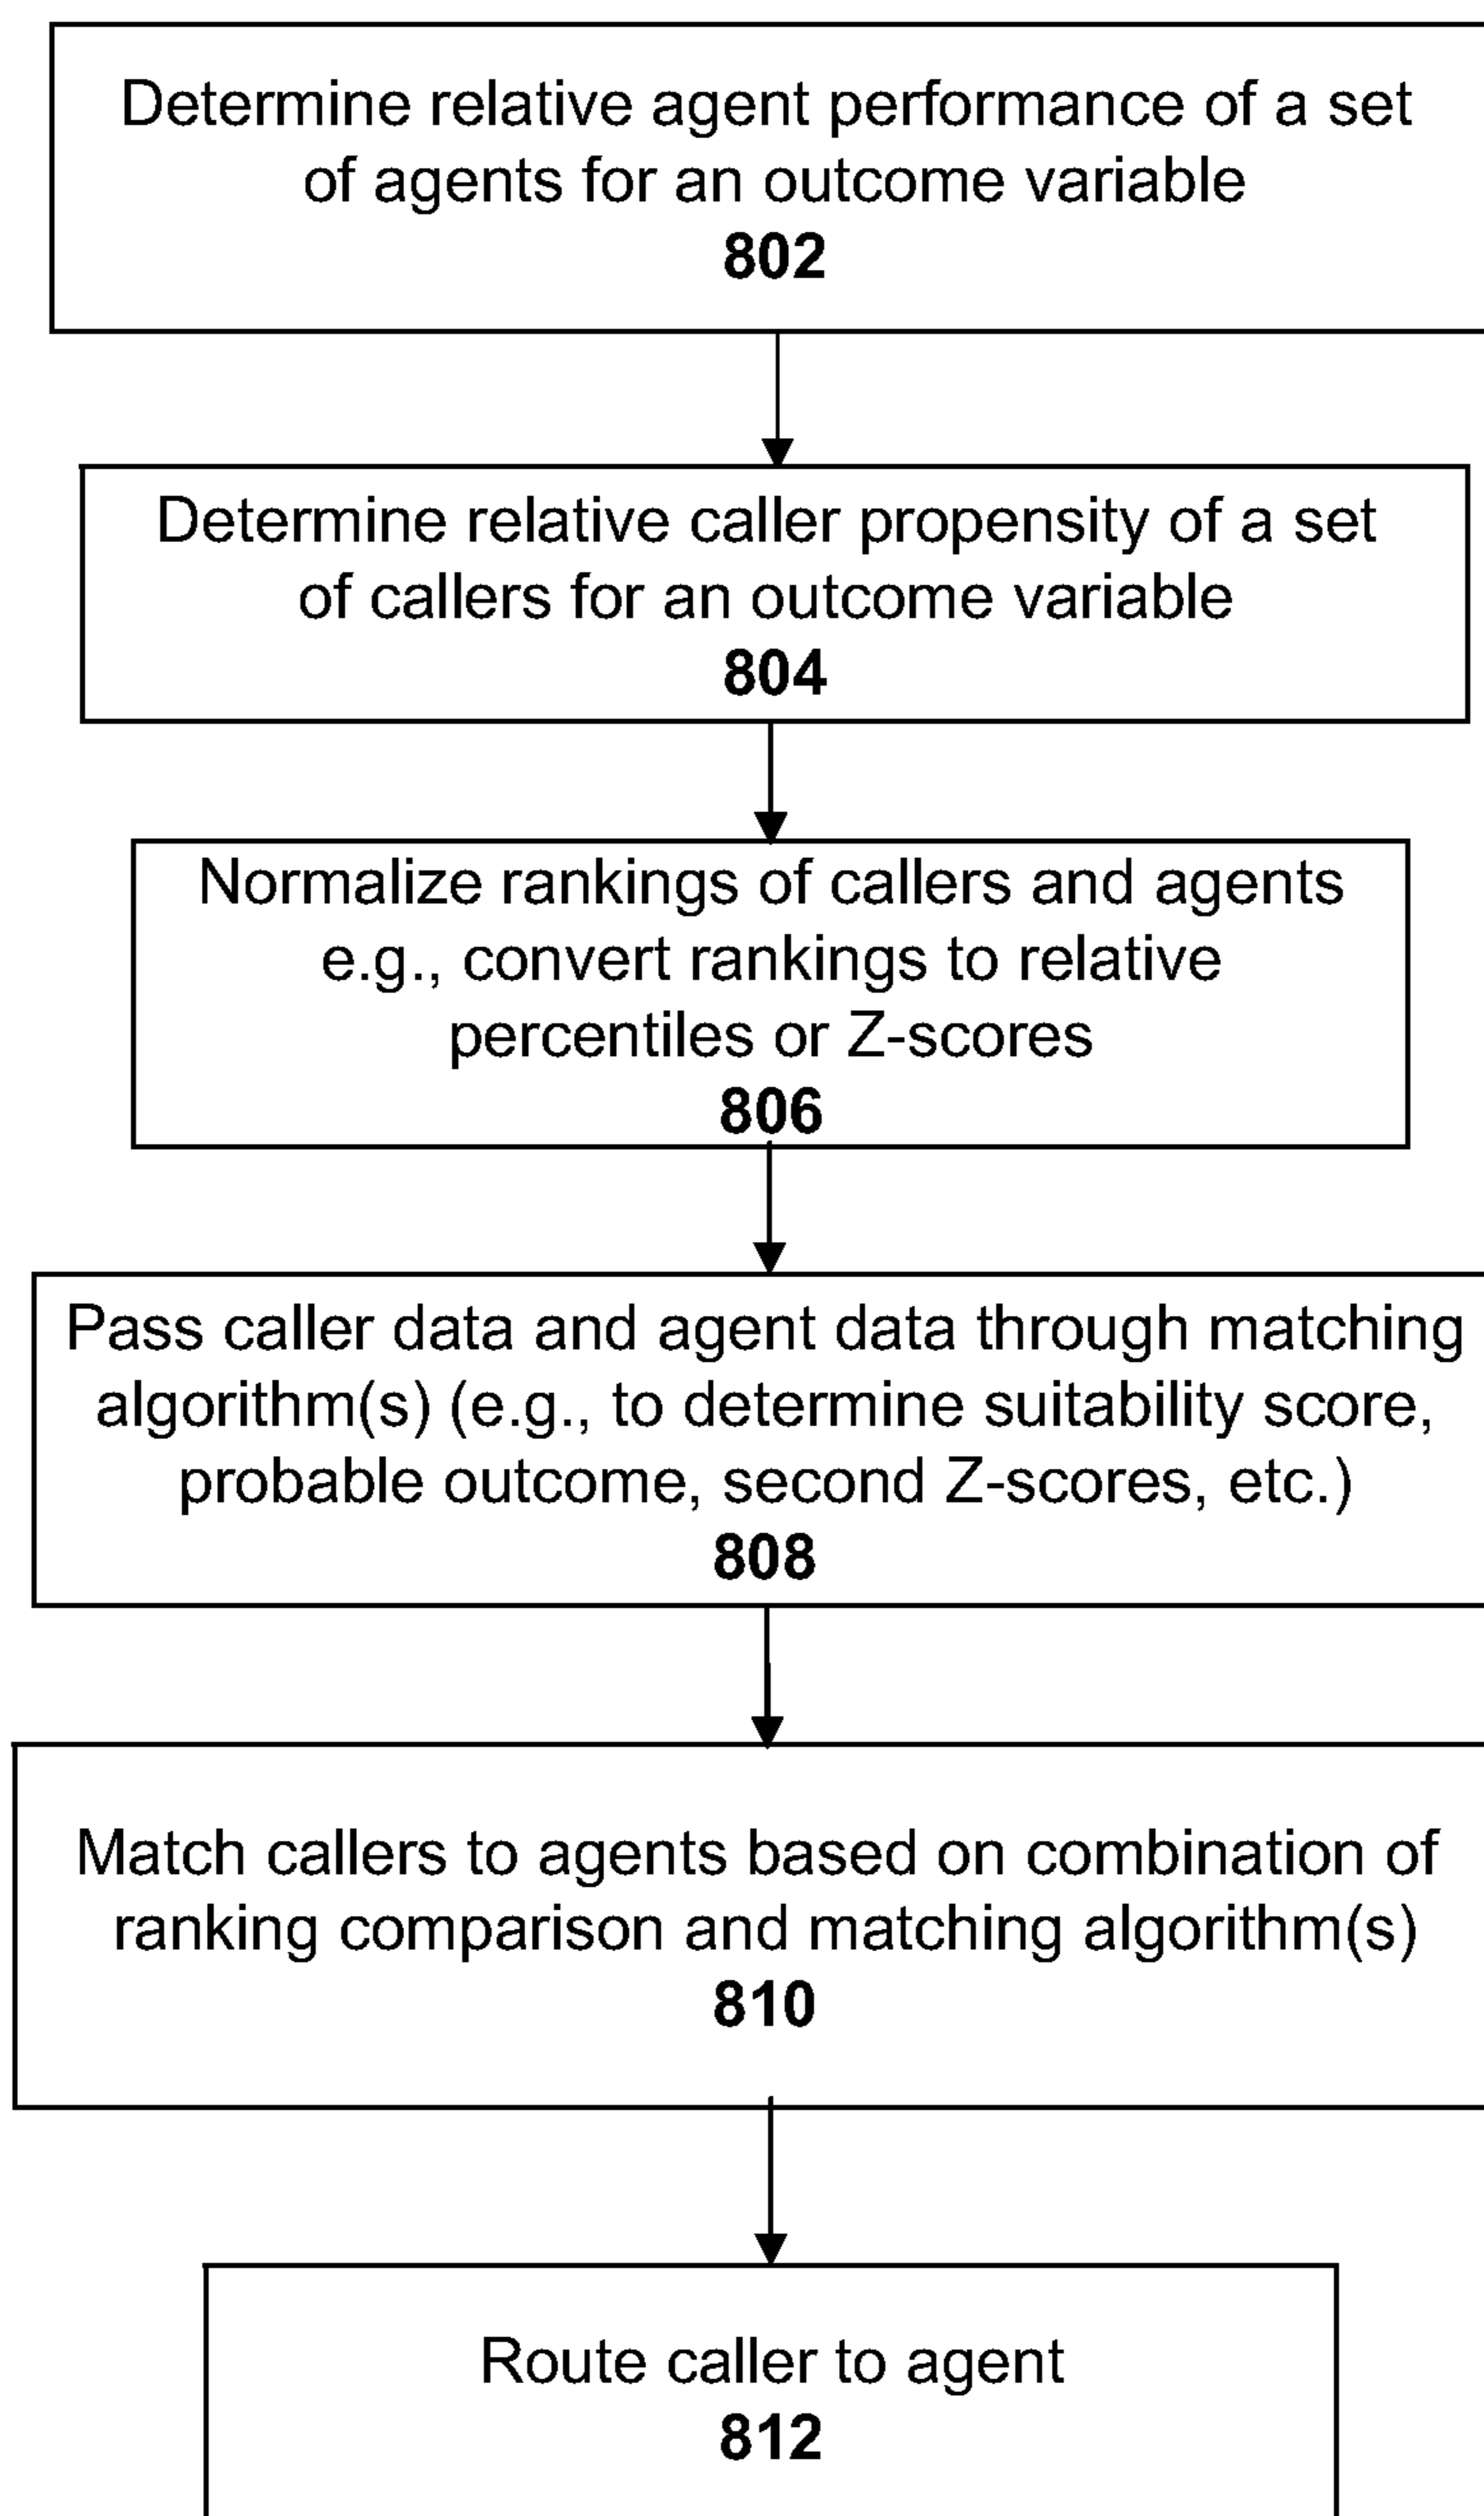 Determine relative agent performance of a set
of agents for an outcome variable
802
Determine relative caller propensity of a set
of callers for an outcome variable
804
Normalize rankings of callers and agents
e.g., convert rankings to relative
percentiles or Z-scores
806
Pass caller data and agent data through matching
algorithm(s) (e.g., to determine suitability score,
probable outcome, second Z-scores, etc.)
808
Match callers to agents based on combination of
ranking comparison and matching algorithm(s)
810
Route caller to agent
812